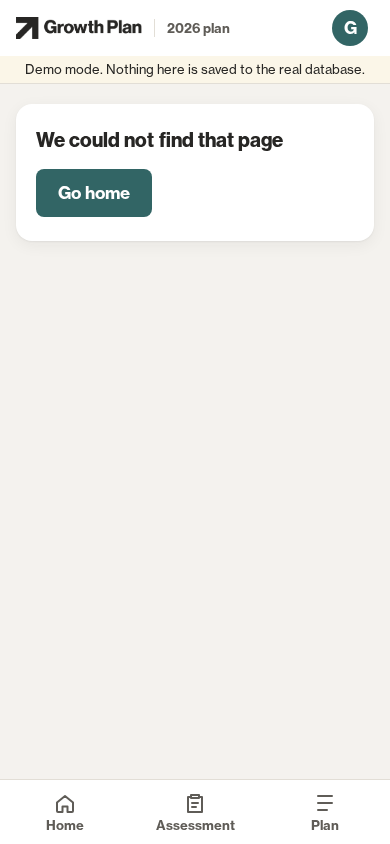 Growth Plan
2026 plan
G
Demo mode. Nothing here is saved to the real database.
We could not find that page
Go home
Home
Assessment
Plan